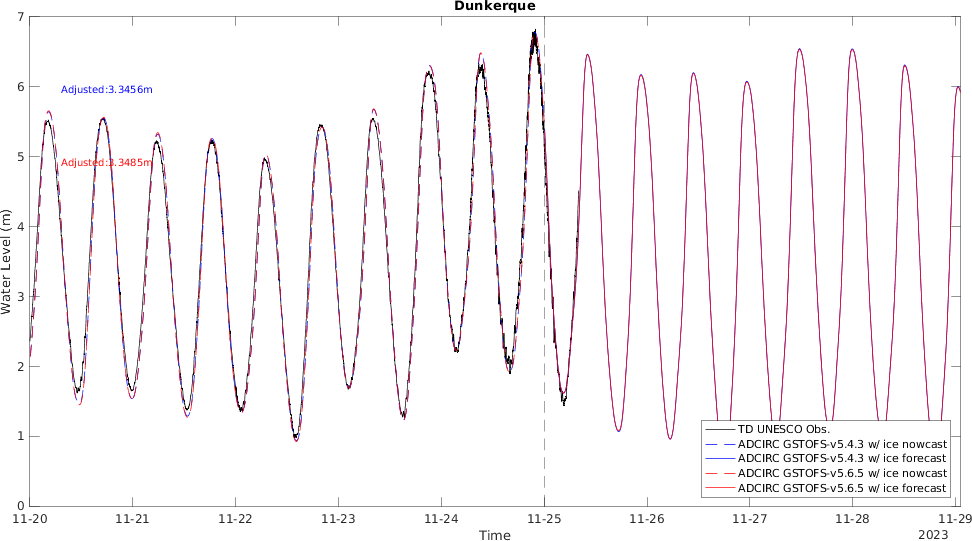 Dunkerque
7
6
5
4
3
2
1
0
Water Level (m)
Adjusted:3.3456m
Adjusted:3.3485m
TD UNESCO Obs.
ADCIRC GSTOFS-v5.4.3 w/ ice nowcast
ADCIRC GSTOFS-v5.4.3 w/ ice forecast
ADCIRC GSTOFS-v5.6.5 w/ ice nowcast
ADCIRC GSTOFS-v5.6.5 w/ ice forecast
11-20 11-21 11-22 11-23 11-24 11-25 11-26 11-27 11-28 11-29
Time
2023